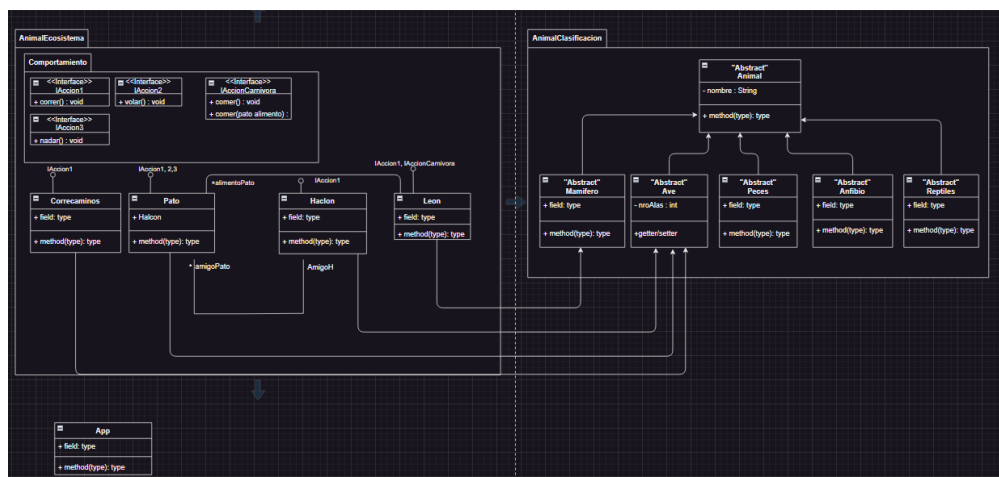 AnimalEcosistema
Comportamiento
<<Interface>>
IAccion1
+ correr() : void
<<Interface>>
IAccion2
+ volar() : void
<<Interface>>
IAccionCarnivora
+ comer() : void
+ comer(pato alimento) :
<<Interface>>
IAccion3
+ nadar() : void
IAccion1
IAccion1, 2,3
*alimentoPato
IAccion1
IAccion1, IAccionCarnivora
Correcaminos
+ field: type
+ method(type): type
Pato
+ Halcon
+ method(type): type
Haclon
+ field: type
+ method(type): type
Leon
+ field: type
+ method(type): type
* amigoPato
AmigoH
AnimalClasificacion
"Abstract"
Animal
- nombre : String
+ method(type): type
"Abstract"
Mamifero
+ field: type
+ method(type): type
"Abstract"
Ave
- nroAlas : int
+getter/setter
"Abstract"
Peces
+ field: type
+ method(type): type
"Abstract"
Anfibio
+ field: type
+ method(type): type
"Abstract"
Reptiles
+ field: type
+ method(type): type
App
+ field: type
+ method(type): type